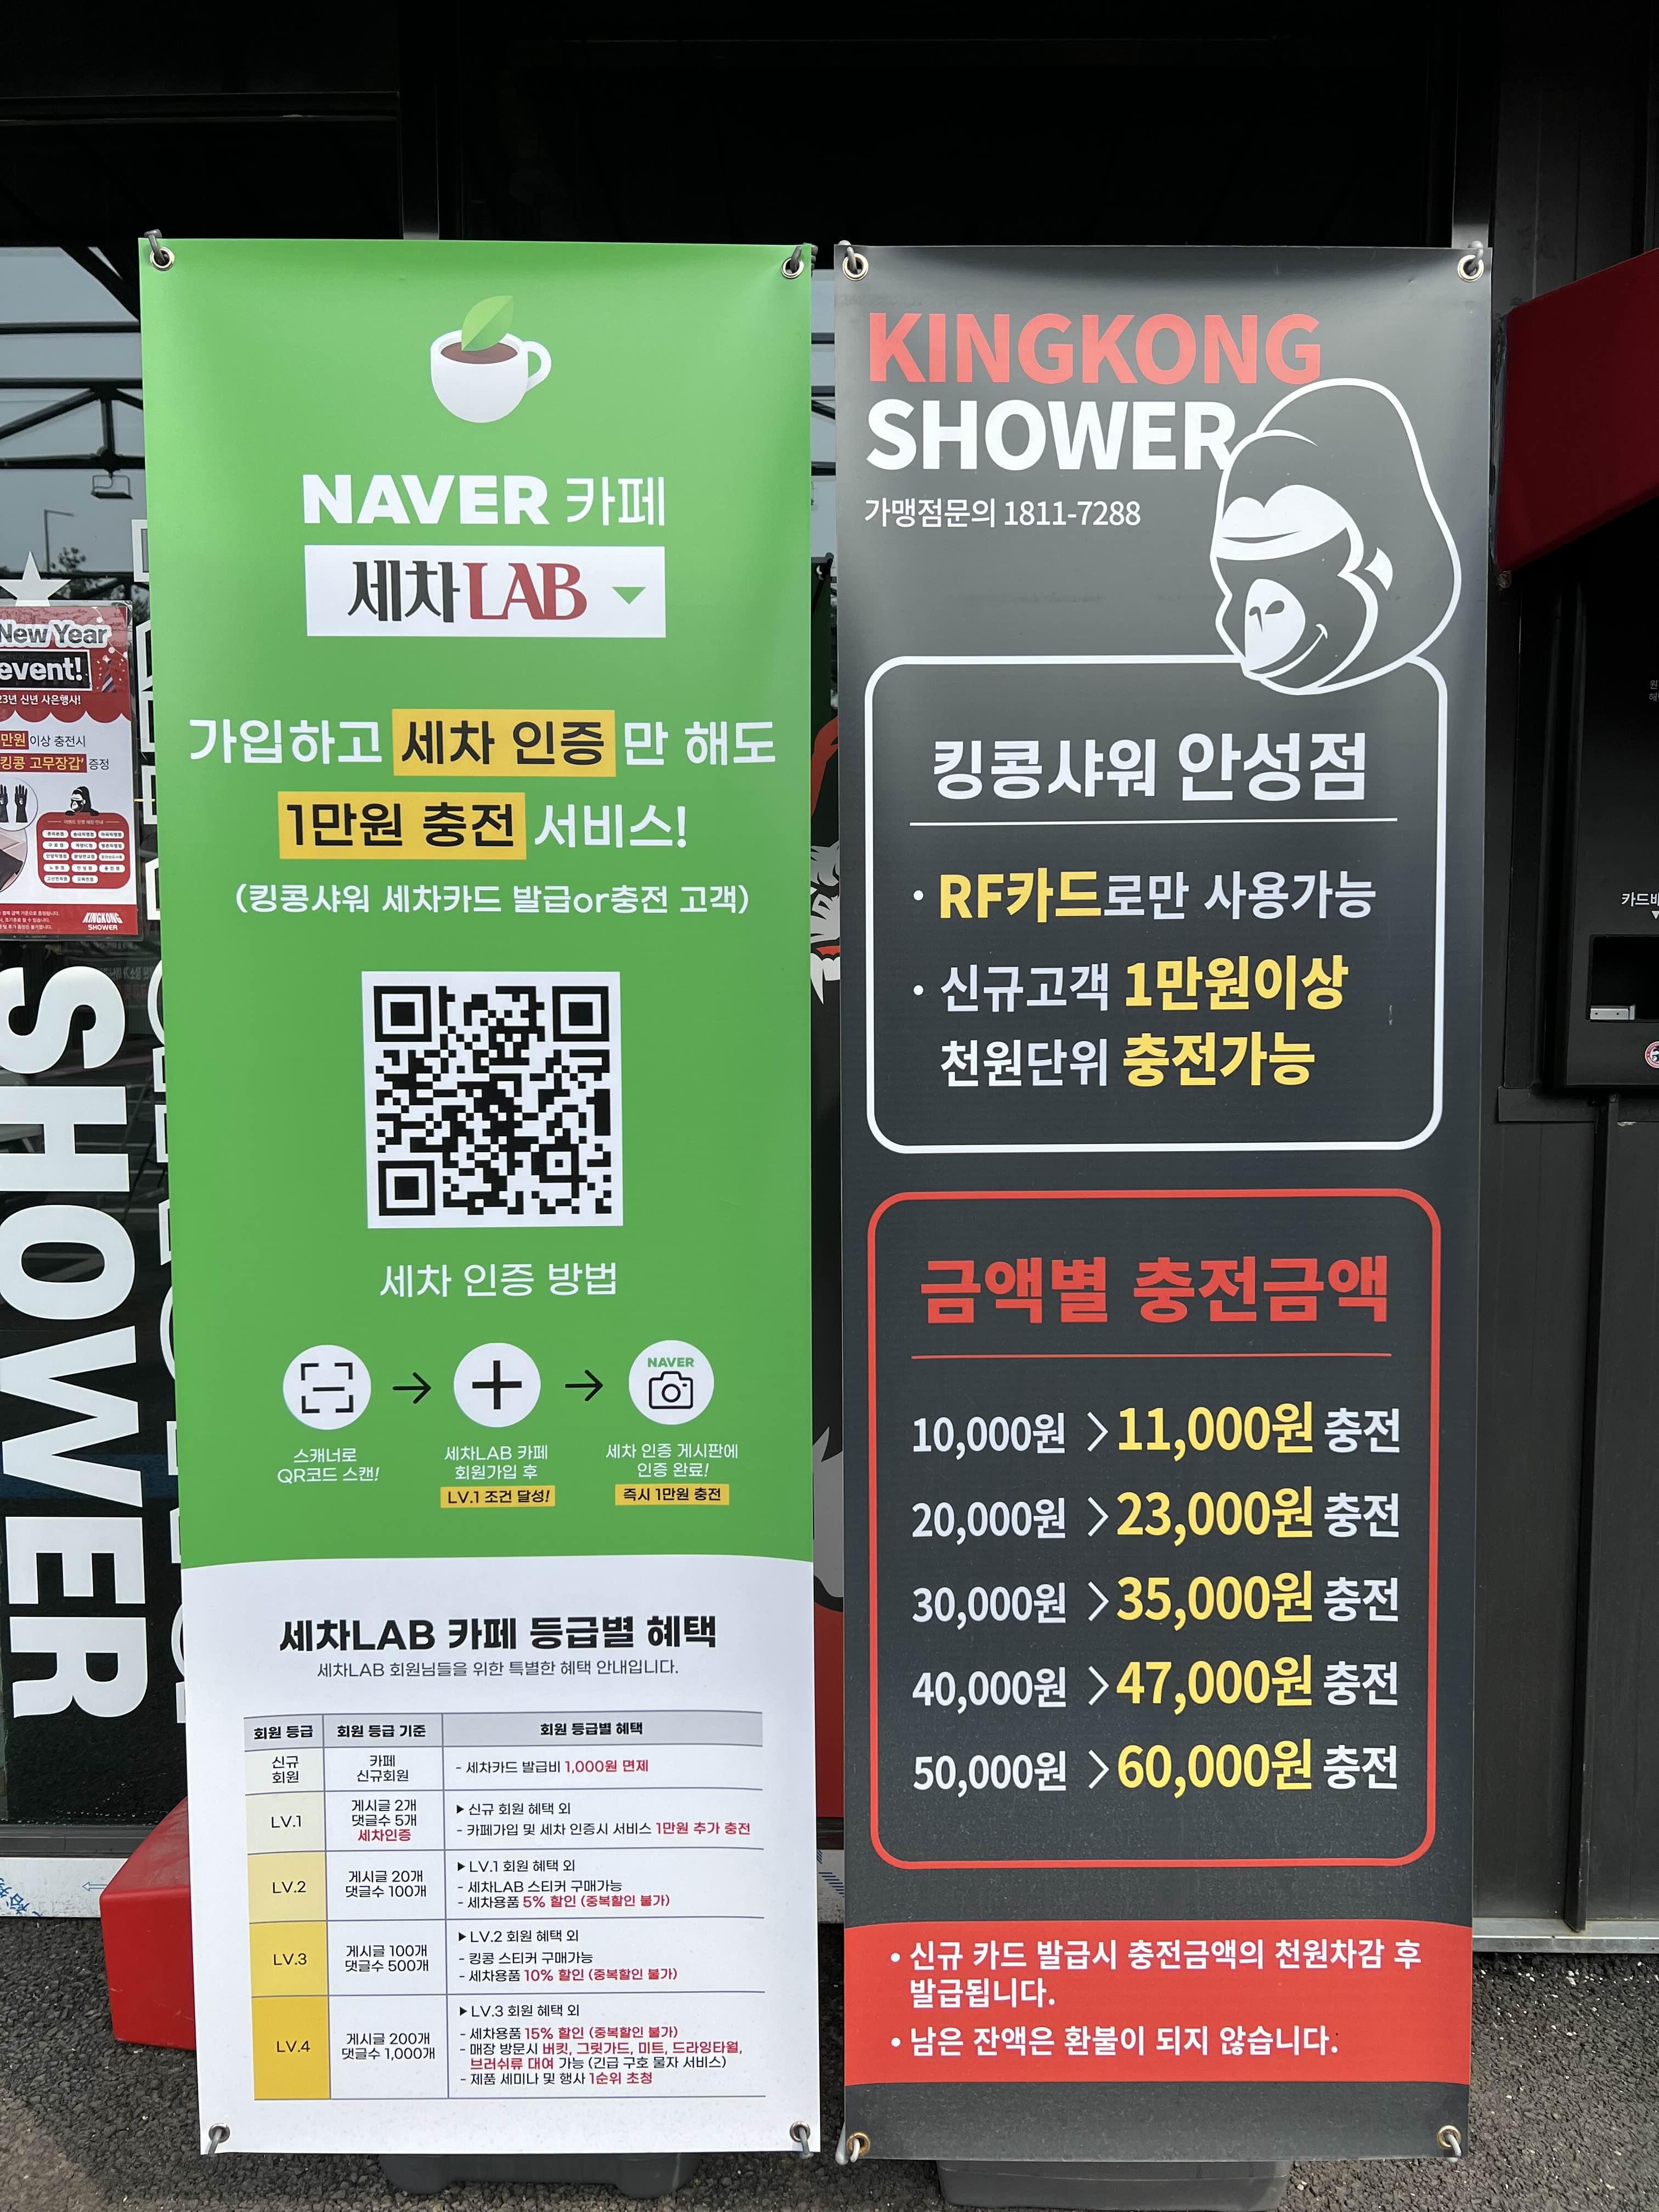 NAVER 카페
세차LAB
가입하고 세차 인증만 해도
1만원 충전 서비스!
(킹콩샤워 세차카드 발급or충전 고객)
세차 인증 방법
NAVER
스캐너로
QR코드 스캔!
세차LAB 카페
회원가입 후
LV.1 조건 달성!
세차 인증 게시판에
인증 완료!
즉시 1만원 충전
세차LAB 카페 등급별 혜택
세차LAB 회원님들을 위한 특별한 혜택 안내입니다.
회원 등급 회원 등급 기준 회원 등급별 혜택
신규
회원
카페
신규회원
- 세차카드 발급비 1,000원 면제
LV.1
게시글 2개
댓글수 5개
세차인증
▶ 신규 회원 혜택 외
- 카페가입 및 세차 인증시 서비스 1만원 추가 충전
LV.2
게시글 20개
댓글수 100개
▶ LV.1 회원 혜택 외
- 세차LAB 스티커 구매가능
- 세차용품 5% 할인 (중복할인 불가)
LV.3
게시글 100개
댓글수 500개
▶ LV.2 회원 혜택 외
- 킹콩 스티커 구매가능
- 세차용품 10% 할인 (중복할인 불가)
LV.4
게시글 200개
댓글수 1,000개
▶ LV.3 회원 혜택 외
- 세차용품 15% 할인 (중복할인 불가)
- 매장 방문시 버킷, 그릿가드, 미트, 드라잉타월,
브러쉬류 대여 가능 (긴급 구호 물자 서비스)
- 제품 세미나 및 행사 1순위 초청
KINGKONG
SHOWER
가맹점문의 1811-7288
킹콩샤워 안성점
• RF카드로만 사용가능
• 신규고객 1만원이상
천원단위 충전가능
금액별 충전금액
10,000원 > 11,000원 충전
20,000원 > 23,000원 충전
30,000원 > 35,000원 충전
40,000원 > 47,000원 충전
50,000원 > 60,000원 충전
• 신규 카드 발급시 충전금액의 천원차감 후
발급됩니다.
• 남은 잔액은 환불이 되지 않습니다.
New Year
event!
23년 신년 사은행사!
만원 이상 충전시
킹콩 고무장갑' 증정
KINGKONG
SHOWER
SHOWER